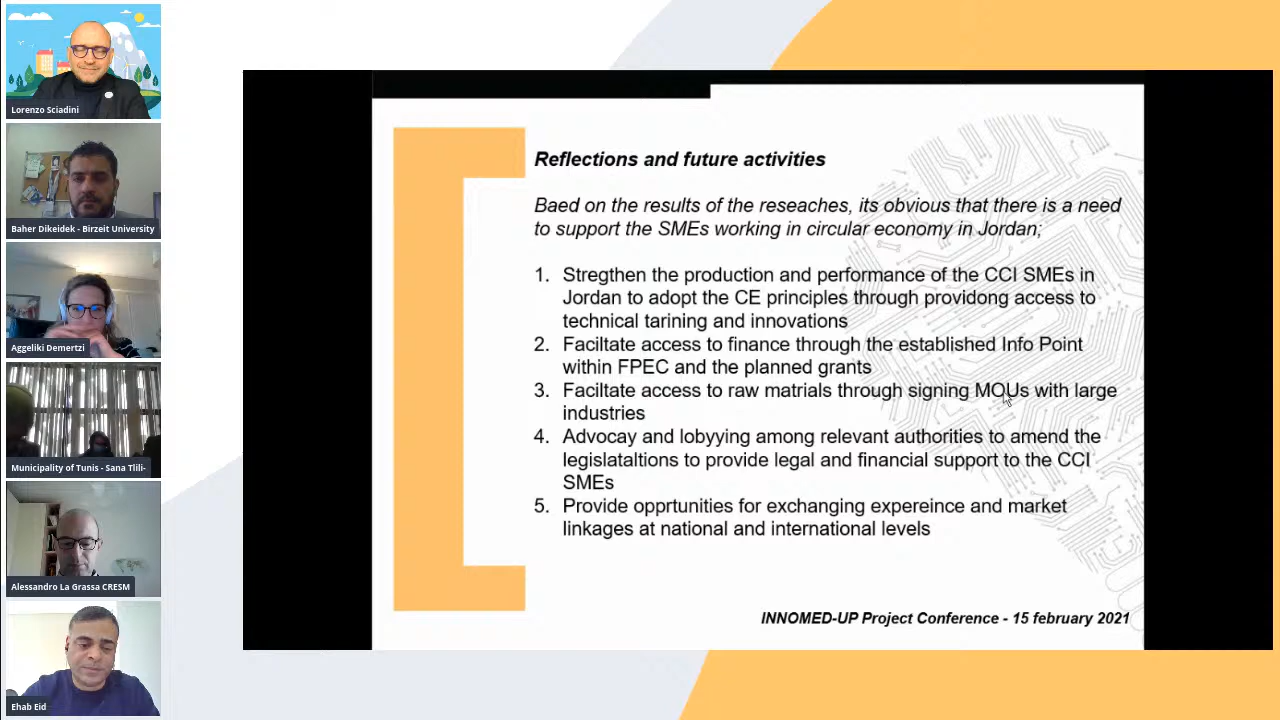 Lorenzo Sciadini
Baher Dikeidek - Birzeit University
Aggeliki Demertzi
Municipality of Tunis - Sana Tlili-
Alessandro La Grassa CRESM
Ehab Eid
Reflections and future activities
Baed on the results of the reseaches, its obvious that there is a need
to support the SMEs working in circular economy in Jordan;
1. Stregthen the production and performance of the CCI SMEs in
Jordan to adopt the CE principles through providong access to
technical tarining and innovations
2. Faciltate access to finance through the established Info Point
within FPEC and the planned grants
3. Faciltate access to raw matrials through signing MOUs with large
industries
4. Advocay and lobyying among relevant authorities to amend the
legislataltions to provide legal and financial support to the CCI
SMEs
5. Provide opprtunities for exchanging expereince and market
linkages at national and international levels
INNOMED-UP Project Conference - 15 february 2021